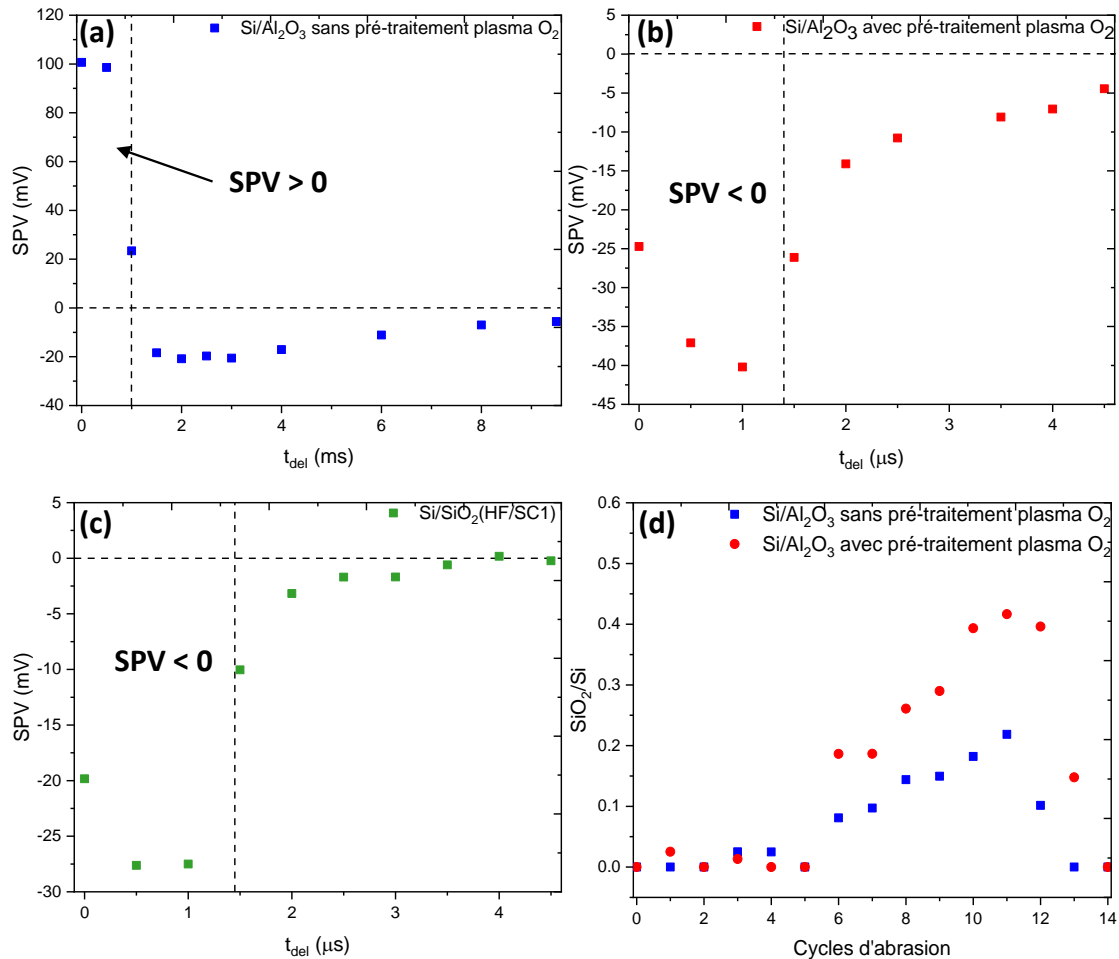 (a)
Si/Al₂O₃ sans pré-traitement plasma O₂
120
100
80
60
40
20
0
-20
-40
SPV (mV)
SPV > 0
0
2
4
6
8
t_del (ms)
(b)
Si/Al₂O₃ avec pré-traitement plasma O₂
5
0
-5
-10
-15
-20
-25
-30
-35
-40
-45
SPV (mV)
SPV < 0
0
1
2
3
4
t_del (µs)
(c)
Si/SiO₂(HF/SC1)
5
0
-5
-10
-15
-20
-25
-30
SPV (mV)
SPV < 0
0
1
2
3
4
t_del (µs)
(d)
Si/Al₂O₃ sans pré-traitement plasma O₂
Si/Al₂O₃ avec pré-traitement plasma O₂
0.6
0.5
0.4
0.3
0.2
0.1
0.0
SiO₂/Si
0
2
4
6
8
10
12
14
Cycles d'abrasion